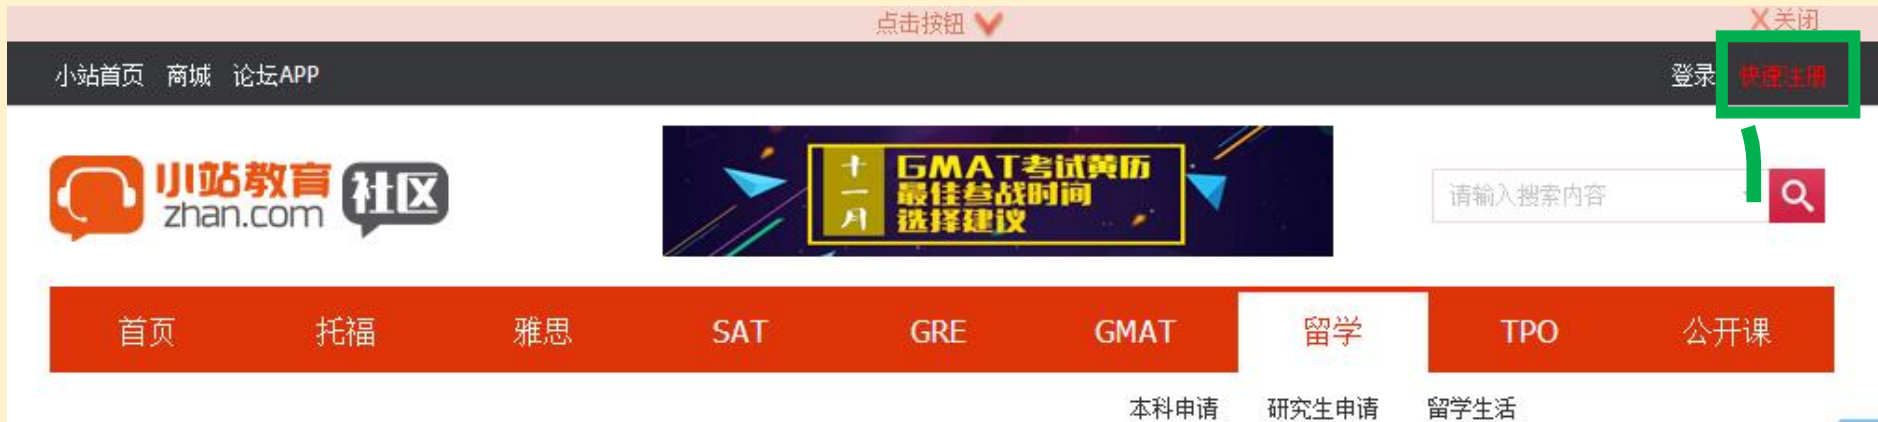 点击按钮
X关闭
小站首页 商城 论坛APP
登录 快速注册
小站教育 社区
zhan.com
十一月
GMAT考试黄历
最佳参战时间
选择建议
请输入搜索内容
首页 托福 雅思 SAT GRE GMAT 留学 TPO 公开课
本科申请 研究生申请 留学生活